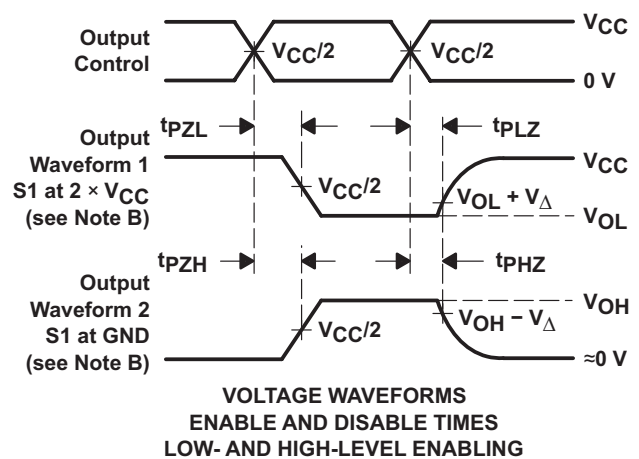 Output
Control
VCC/2
VCC/2
VCC
0 V
tPZL
tPLZ
Output
Waveform 1
S1 at 2 × VCC
(see Note B)
VCC/2
VCC
VOL + VΔ
VOL
tPZH
tPHZ
Output
Waveform 2
S1 at GND
(see Note B)
VCC/2
VOH
VOH − VΔ
≈0 V
VOLTAGE WAVEFORMS
ENABLE AND DISABLE TIMES
LOW- AND HIGH-LEVEL ENABLING